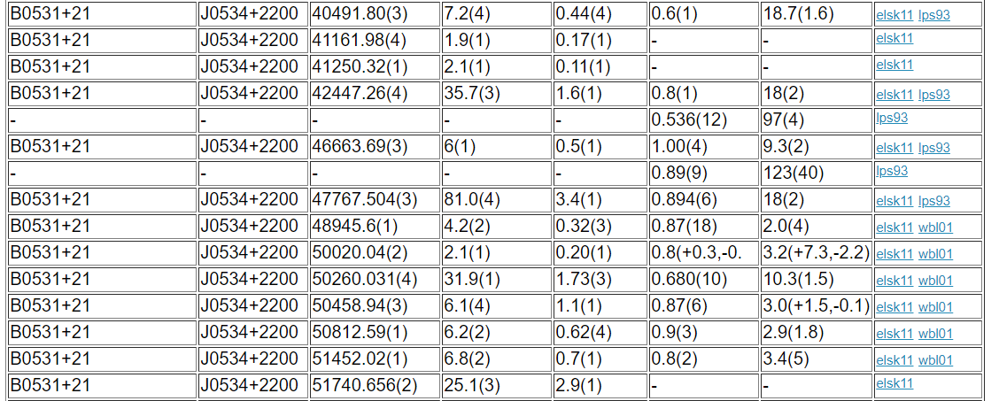 B0531+21 J0534+2200 40491.80(3) 7.2(4) 0.44(4) 0.6(1) 18.7(1.6) elsk11 lps93
B0531+21 J0534+2200 41161.98(4) 1.9(1) 0.17(1) - - elsk11
B0531+21 J0534+2200 41250.32(1) 2.1(1) 0.11(1) - - elsk11
B0531+21 J0534+2200 42447.26(4) 35.7(3) 1.6(1) 0.8(1) 18(2) elsk11 lps93
- - - - - 0.536(12) 97(4) lps93
B0531+21 J0534+2200 46663.69(3) 6(1) 0.5(1) 1.00(4) 9.3(2) elsk11 lps93
- - - - - 0.89(9) 123(40) lps93
B0531+21 J0534+2200 47767.504(3) 81.0(4) 3.4(1) 0.894(6) 18(2) elsk11 lps93
B0531+21 J0534+2200 48945.6(1) 4.2(2) 0.32(3) 0.87(18) 2.0(4) elsk11 wbl01
B0531+21 J0534+2200 50020.04(2) 2.1(1) 0.20(1) 0.8(+0.3,-0. 3.2(+7.3,-2.2) elsk11 wbl01
B0531+21 J0534+2200 50260.031(4) 31.9(1) 1.73(3) 0.680(10) 10.3(1.5) elsk11 wbl01
B0531+21 J0534+2200 50458.94(3) 6.1(4) 1.1(1) 0.87(6) 3.0(+1.5,-0.1) elsk11 wbl01
B0531+21 J0534+2200 50812.59(1) 6.2(2) 0.62(4) 0.9(3) 2.9(1.8) elsk11 wbl01
B0531+21 J0534+2200 51452.02(1) 6.8(2) 0.7(1) 0.8(2) 3.4(5) elsk11 wbl01
B0531+21 J0534+2200 51740.656(2) 25.1(3) 2.9(1) - - elsk11